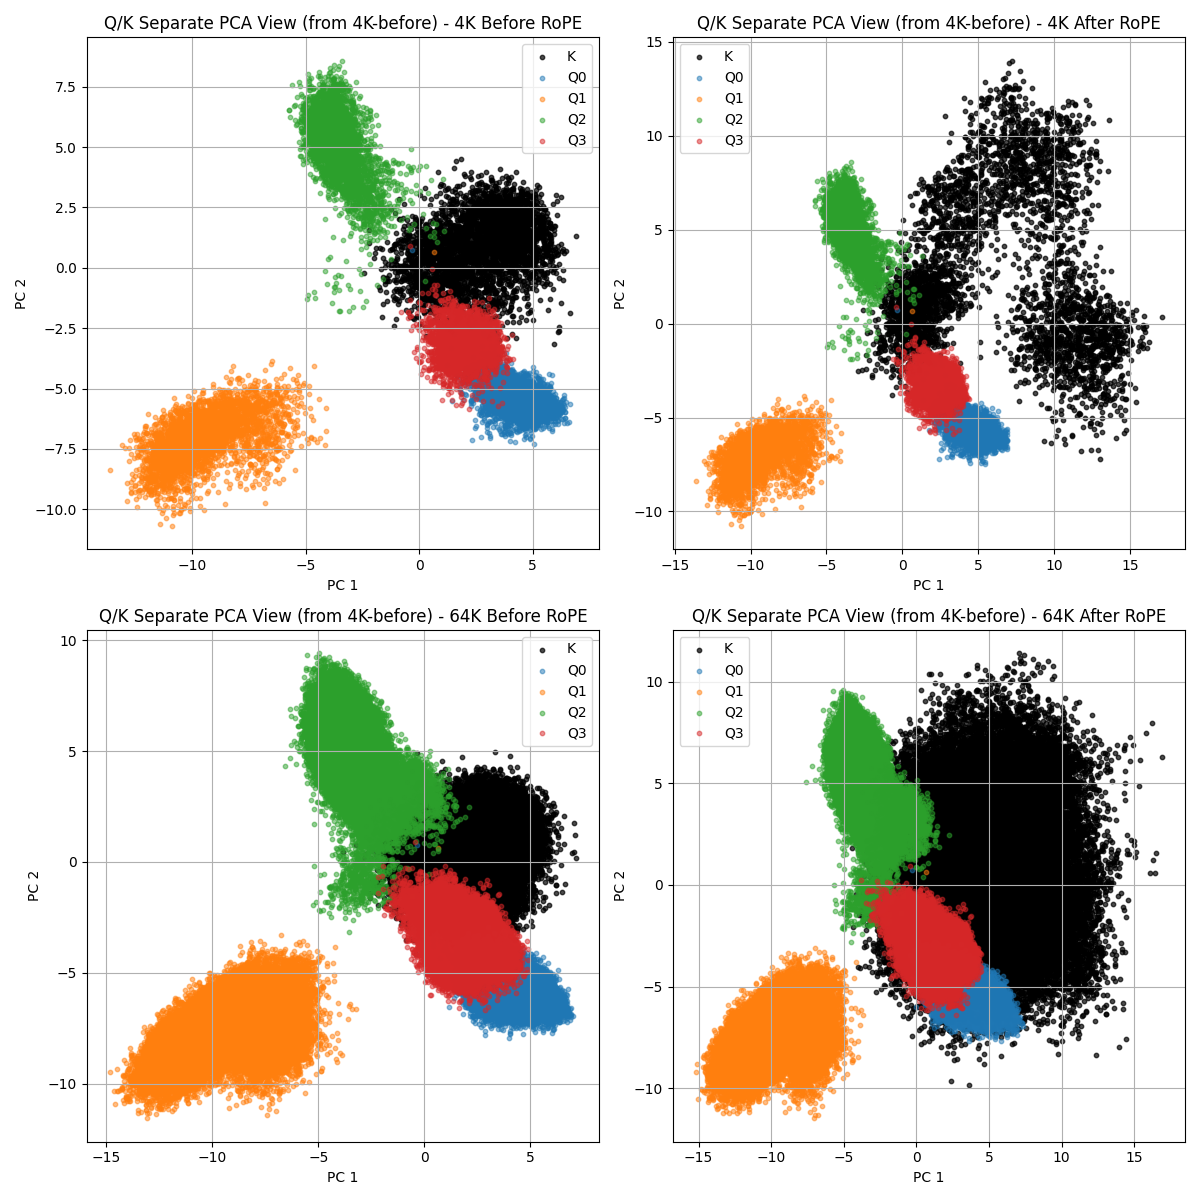 Q/K Separate PCA View (from 4K-before) - 4K Before RoPE
K
Q0
Q1
Q2
Q3
7.5
5.0
2.5
0.0
−2.5
−5.0
−7.5
−10.0
PC 2
−10
−5
0
5
PC 1
Q/K Separate PCA View (from 4K-before) - 4K After RoPE
K
Q0
Q1
Q2
Q3
15
10
5
0
−5
−10
PC 2
−15
−10
−5
0
5
10
15
PC 1
Q/K Separate PCA View (from 4K-before) - 64K Before RoPE
K
Q0
Q1
Q2
Q3
10
5
0
−5
−10
PC 2
−15
−10
−5
0
5
PC 1
Q/K Separate PCA View (from 4K-before) - 64K After RoPE
K
Q0
Q1
Q2
Q3
10
5
0
−5
−10
PC 2
−15
−10
−5
0
5
10
15
PC 1